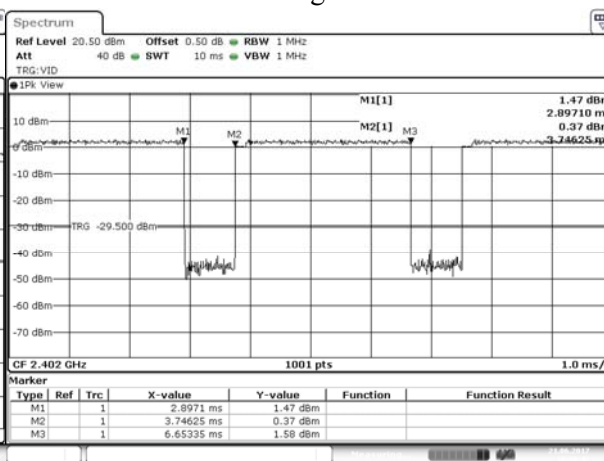 Spectrum
Ref Level 20.50 dBm Offset 0.50 dB RBW 1 MHz
Att 40 dB SWT 10 ms VBW 1 MHz
TRG:VID
1Pk View
M1[1] 1.47 dBm
2.89710 m
10 dBm
M2[1] 0.37 dBm
3.74625 m
M1
M2
M3
0 dBm
-10 dBm
-20 dBm
-30 dBm
TRG -29.500 dBm
-40 dBm
-50 dBm
-60 dBm
-70 dBm
CF 2.402 GHz 1001 pts 1.0 ms/
Marker
Type Ref Trc X-value Y-value Function Function Result
M1 1 2.8971 ms 1.47 dBm
M2 1 3.74625 ms 0.37 dBm
M3 1 6.65335 ms 1.58 dBm